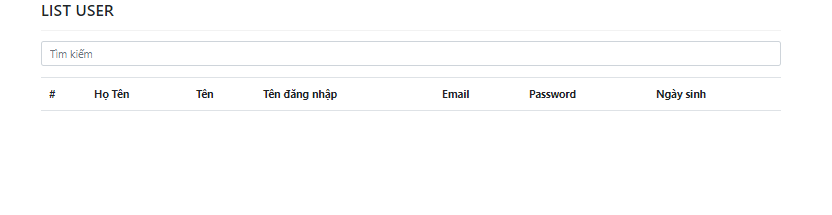 LIST USER
Tìm kiếm
# Họ Tên Tên Tên đăng nhập Email Password Ngày sinh